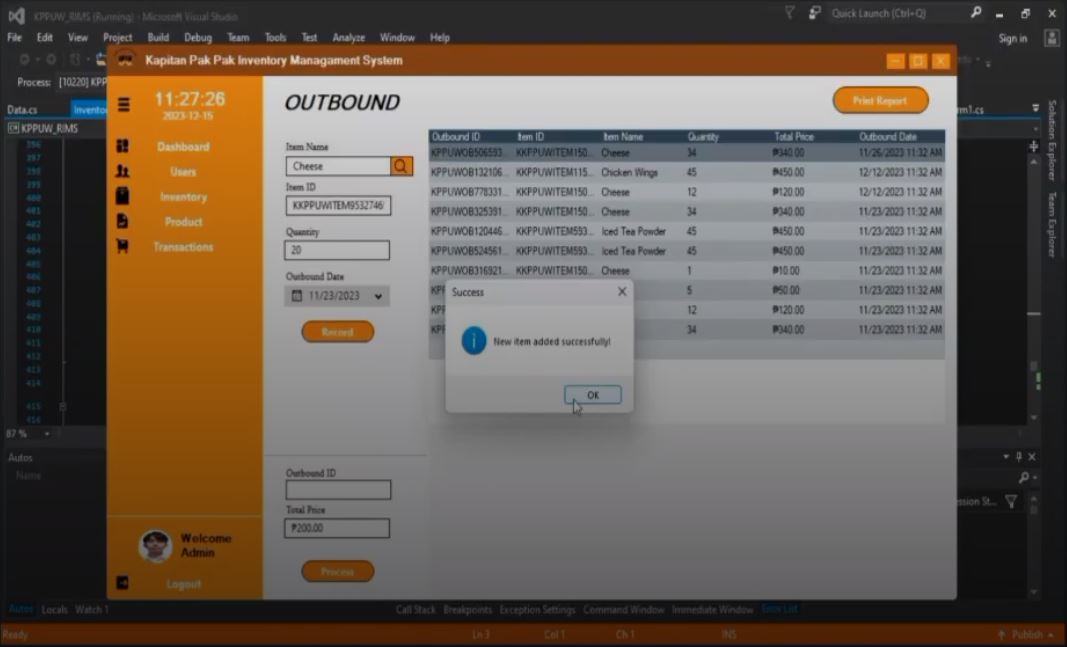 KPPUW_RIMS (Running) - Microsoft Visual Studio
Quick Launch (Ctrl+Q)
File Edit View Project Build Debug Team Tools Test Analyze Window Help
Sign in
Kapitan Pak Pak Inventory Managament System
Process: [10220] KPP
11:27:26
2023-12-15
OUTBOUND
Print Report
Data.cs
Invento
rm1.cs
KPPUW_RIMS
Solution Explorer
Team Explorer
Dashboard
Users
Inventory
Product
Transactions
Item Name
Cheese
Item ID
KKPPUWITEM9532746
Quantity
20
Outbound Date
11/23/2023
Record
Outbound ID Item ID Item Name Quantity Total Price Outbound Date
KPPUWOB506593... KKPPUWITEM150... Cheese 34 ₱340.00 11/26/2023 11:32 AM
KPPUWOB132106... KKPPUWITEM115... Chicken Wings 45 ₱450.00 12/12/2023 11:32 AM
KPPUWOB778331... KKPPUWITEM150... Cheese 12 ₱120.00 12/12/2023 11:32 AM
KPPUWOB325391... KKPPUWITEM150... Cheese 34 ₱340.00 11/23/2023 11:32 AM
KPPUWOB120446... KKPPUWITEM593... Iced Tea Powder 45 ₱450.00 11/23/2023 11:32 AM
KPPUWOB524561... KKPPUWITEM593... Iced Tea Powder 45 ₱450.00 11/23/2023 11:32 AM
KPPUWOB316921... KKPPUWITEM150... Cheese 1 ₱10.00 11/23/2023 11:32 AM
KPF 5 ₱50.00 11/23/2023 11:32 AM
KPF 12 ₱120.00 11/23/2023 11:32 AM
KPF 34 ₱340.00 11/23/2023 11:32 AM
Success
New item added successfully!
OK
396
397
398
399
400
401
402
403
404
405
406
407
408
409
410
411
412
413
414
415
416
87 %
Autos
Name
ession St...
Outbound ID
Total Price
₱200.00
Process
Welcome
Admin
Logout
Autos Locals Watch 1
Call Stack Breakpoints Exception Settings Command Window Immediate Window Error List
Ready Ln 3 Col 1 Ch 1 INS Publish